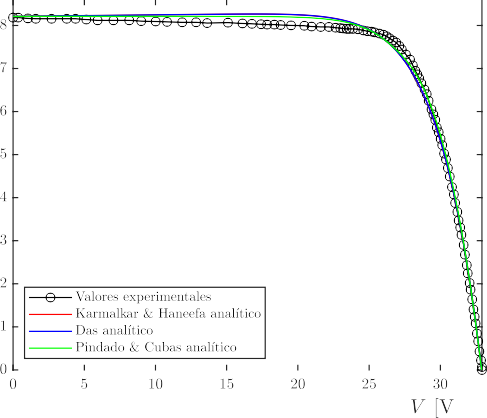 8
7
6
5
4
3
2
1
0
Valores experimentales
Karmalkar & Haneefa analítico
Das analítico
Pindado & Cubas analítico
0 5 10 15 20 25 30
V [V